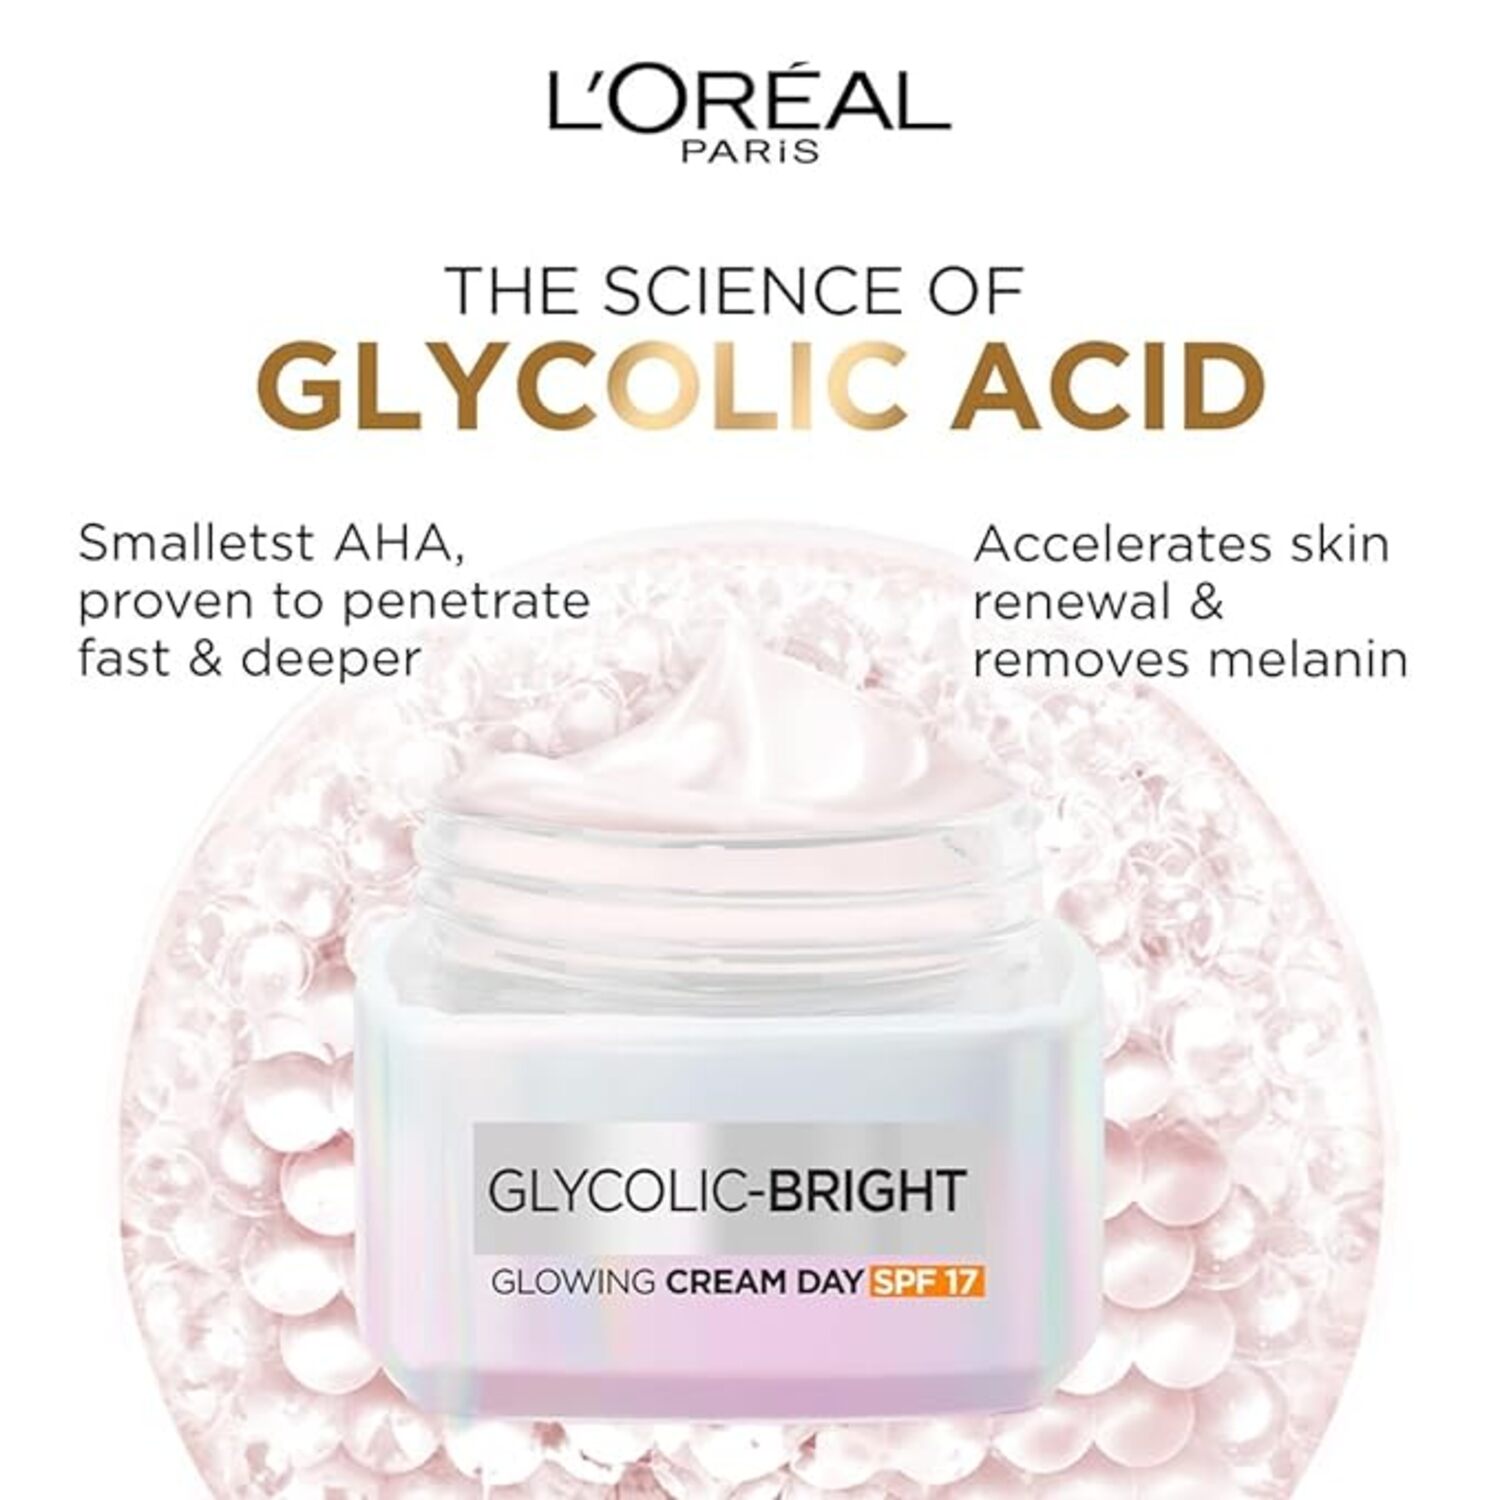 L'ORÉAL
PARiS
THE SCIENCE OF
GLYCOLIC ACID
Smalletst AHA,
proven to penetrate
fast & deeper
Accelerates skin
renewal &
removes melanin
GLYCOLIC-BRIGHT
GLOWING CREAM DAY SPF 17